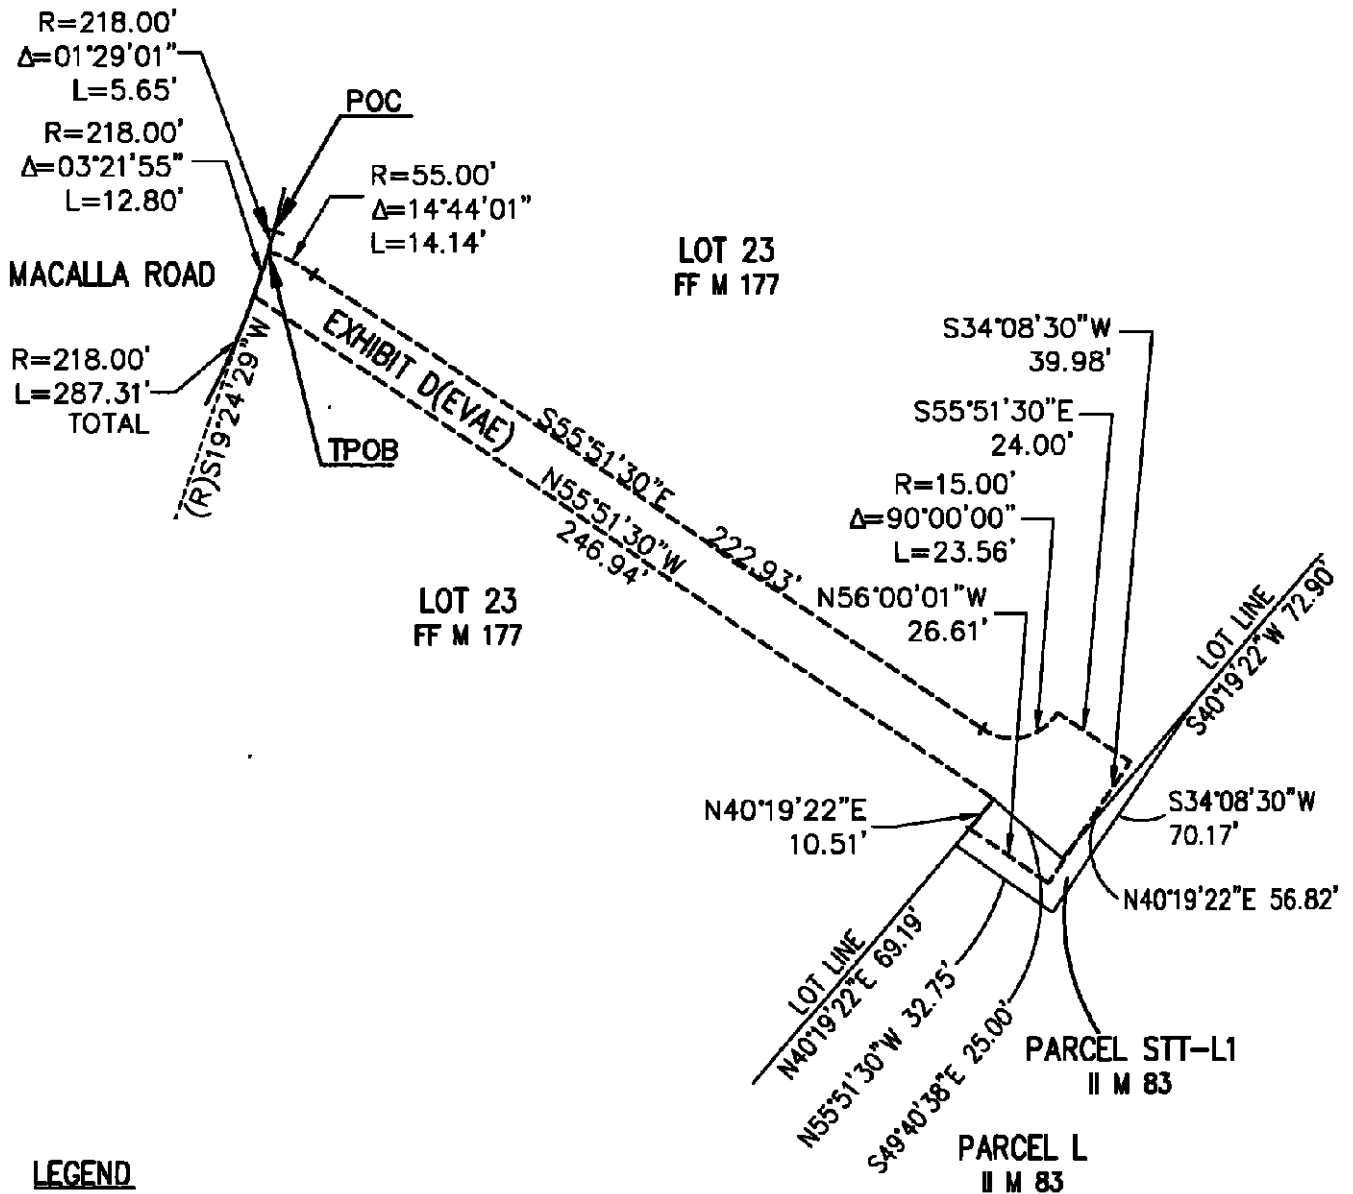 R=218.00'
Δ=01°29'01"
L=5.65'
POC
R=218.00'
Δ=03°21'55"
L=12.80'
R=55.00'
Δ=14°44'01"
L=14.14'
MACALLA ROAD
LOT 23
FF M 177
R=218.00'
L=287.31'
TOTAL
(R)S19°24'29"W
TPOB
EXHIBIT D(EVAE)
S55°51'30"E 222.93'
N55°51'30"W
246.94'
LOT 23
FF M 177
S34°08'30"W
39.98'
S55°51'30"E
24.00'
R=15.00'
Δ=90°00'00"
L=23.56'
N56°00'01"W
26.61'
LOT LINE
S40°19'22"W 72.90'
N40°19'22"E
10.51'
S34°08'30"W
70.17'
N40°19'22"E 56.82'
LOT LINE
N40°19'22"E 69.19'
N55°51'30"W 32.75'
S49°40'38"E 25.00'
PARCEL STT-L1
II M 83
PARCEL L
II M 83
LEGEND